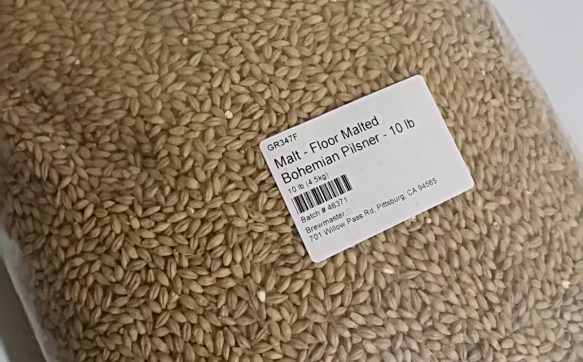 GR347F
Malt - Floor Malted
Bohemian Pilsner - 10 lb
10 lb (4.5kg)
Batch # 46371
Brewmaster
701 Willow Pass Rd, Pittsburg, CA 94565